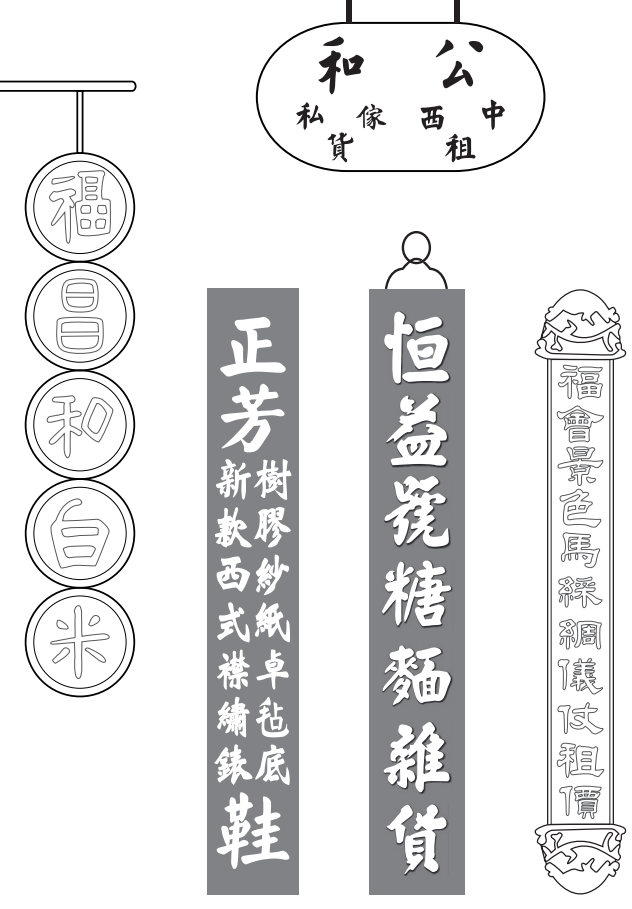 公和
中西傢私
租貨
福會景色馬綵綢儀仗租價
恒益號糖麵雜貨
正芳
樹膠紗紙卓毡底
新款西式襟繡錶
鞋
福昌和白米